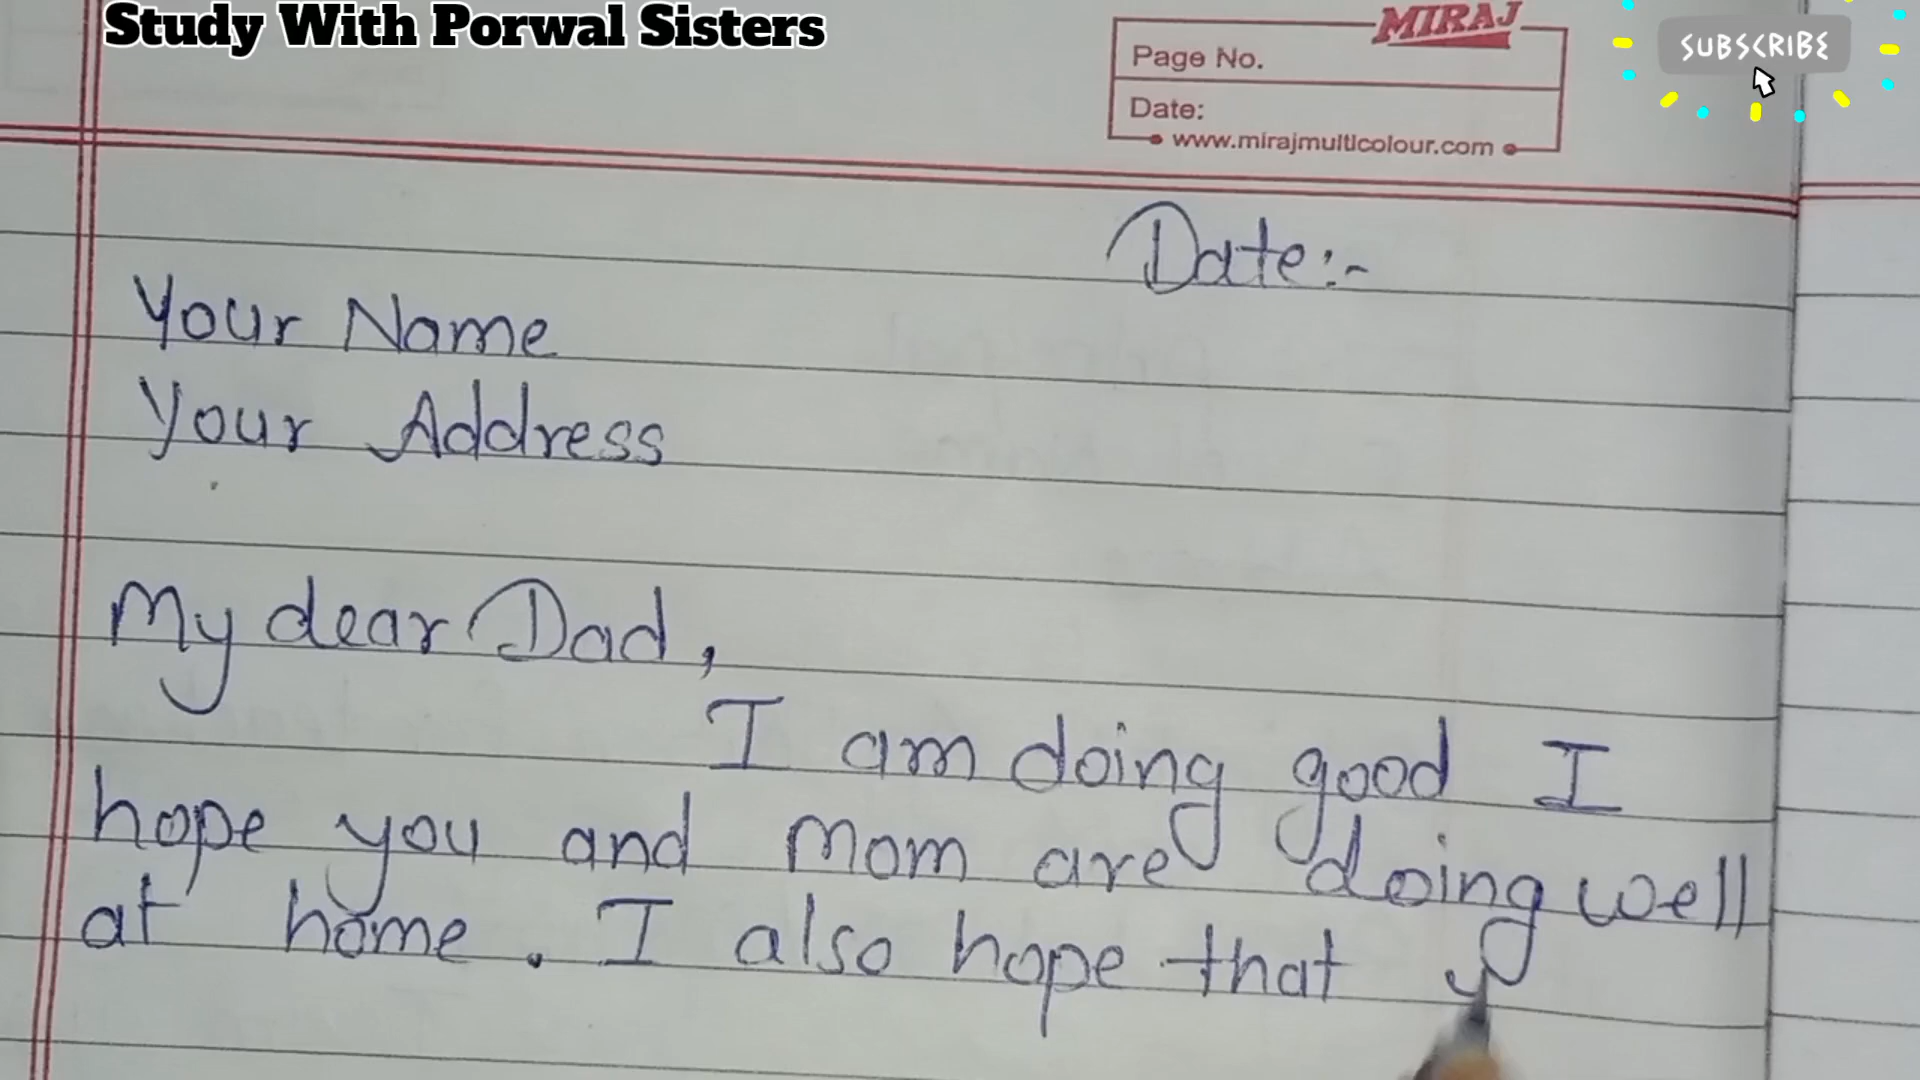 Study With Porwal Sisters
MIRAJ
SUBSCRIBE
Page No.
Date:
www.mirajmulticolour.com
Date:-
Your Name
Your Address
My dear Dad,
I am doing good I
hope you and mom are doing well
at home. I also hope that y